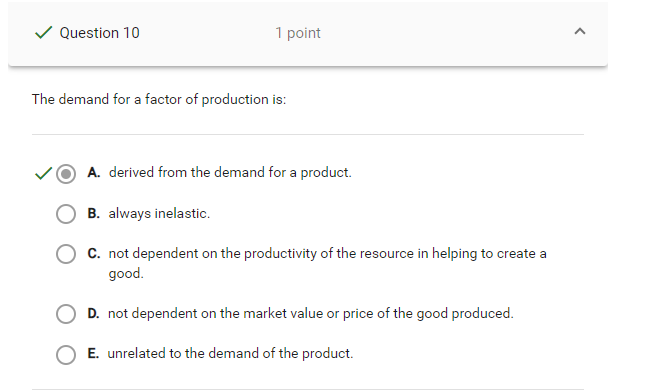 Question 10 1 point
The demand for a factor of production is:
A. derived from the demand for a product.
B. always inelastic.
C. not dependent on the productivity of the resource in helping to create a
good.
D. not dependent on the market value or price of the good produced.
E. unrelated to the demand of the product.